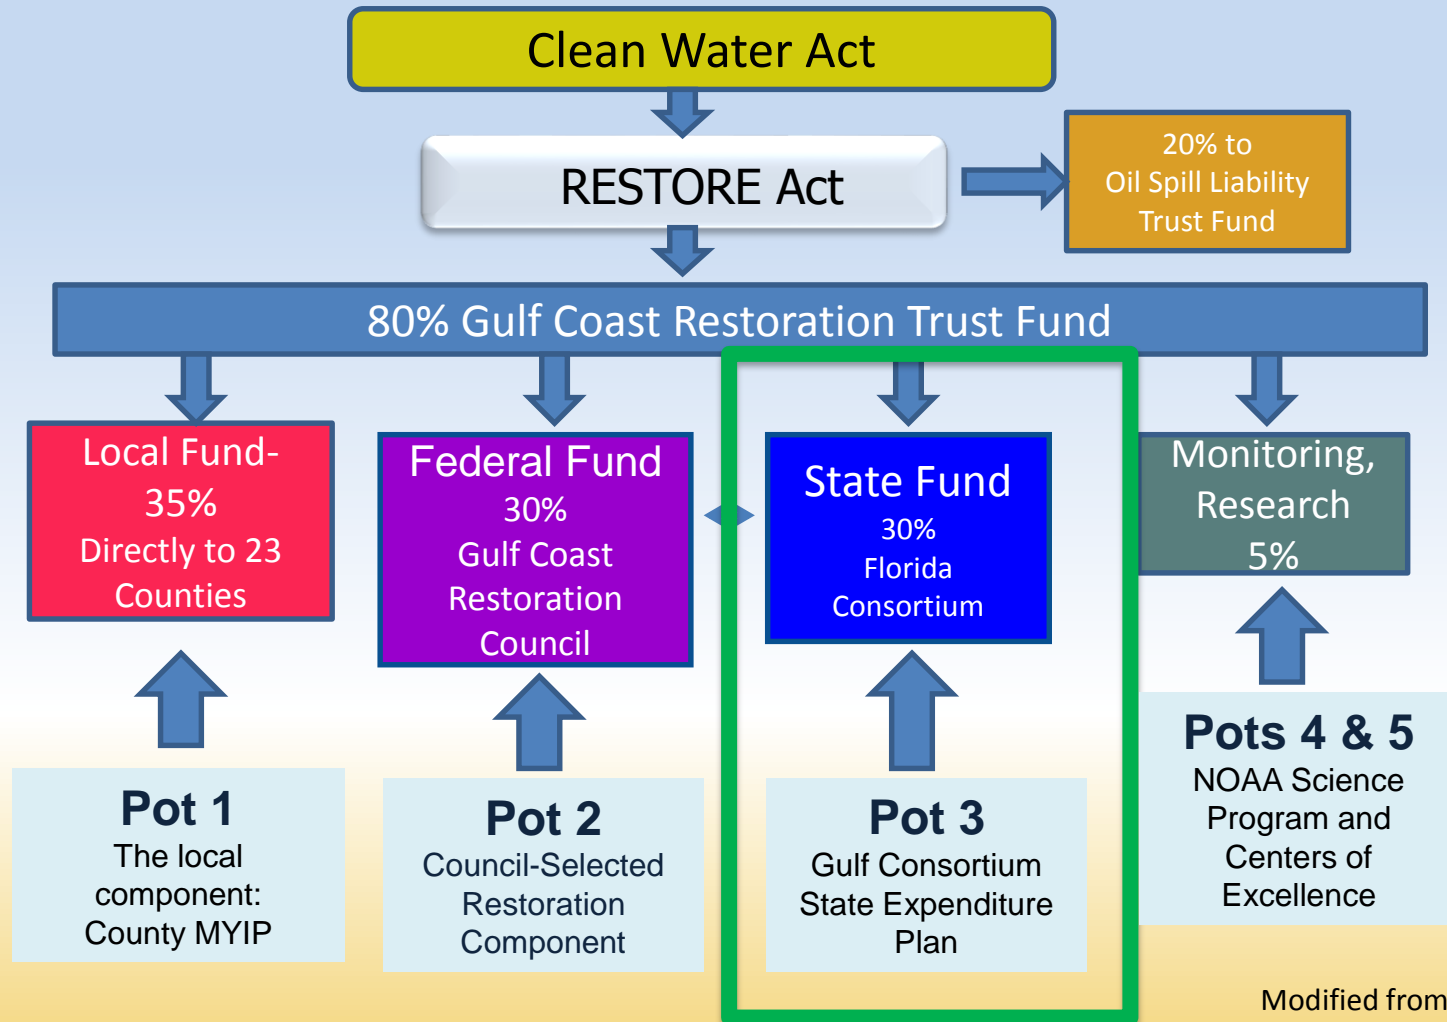 Clean Water Act
RESTORE Act
20% to
Oil Spill Liability
Trust Fund
80% Gulf Coast Restoration Trust Fund
Local Fund-
35%
Directly to 23
Counties
Federal Fund
30%
Gulf Coast
Restoration
Council
State Fund
30%
Florida
Consortium
Monitoring,
Research
5%
Pot 1
The local
component:
County MYIP
Pot 2
Council-Selected
Restoration
Component
Pot 3
Gulf Consortium
State Expenditure
Plan
Pots 4 & 5
NOAA Science
Program and
Centers of
Excellence
Modified from